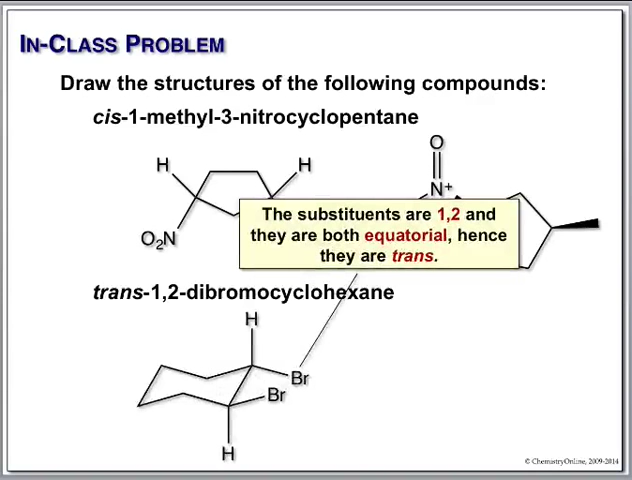 IN-CLASS PROBLEM
Draw the structures of the following compounds:
cis-1-methyl-3-nitrocyclopentane
H
H
O₂N
O
N⁺
The substituents are 1,2 and
they are both equatorial, hence
they are trans.
trans-1,2-dibromocyclohexane
H
Br
Br
H
© ChemistryOnline, 2009-2014